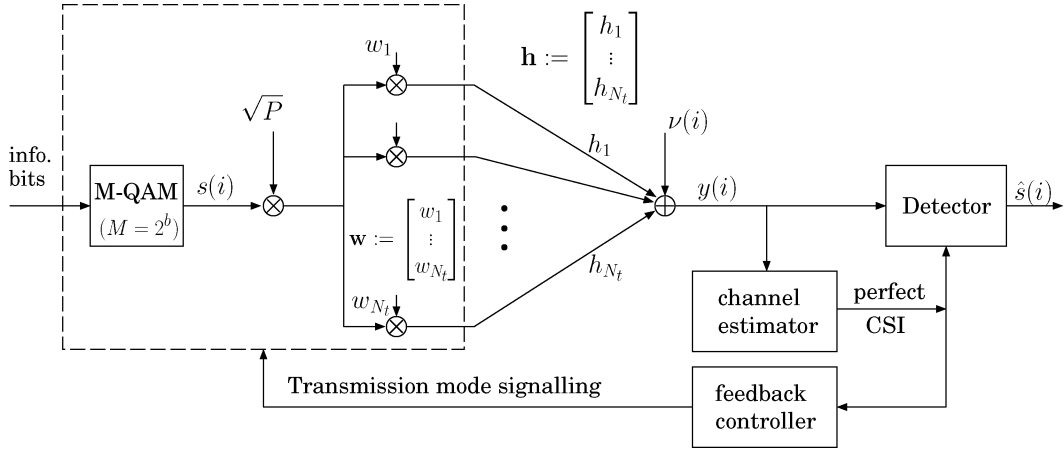 info.
bits
M-QAM
(M = 2^b)
s(i)
√P
w_1
w_{N_t}
w := [w_1 ⋮ w_{N_t}]
h := [h_1 ⋮ h_{N_t}]
h_1
h_{N_t}
ν(i)
y(i)
Detector
ŝ(i)
channel
estimator
perfect
CSI
feedback
controller
Transmission mode signalling